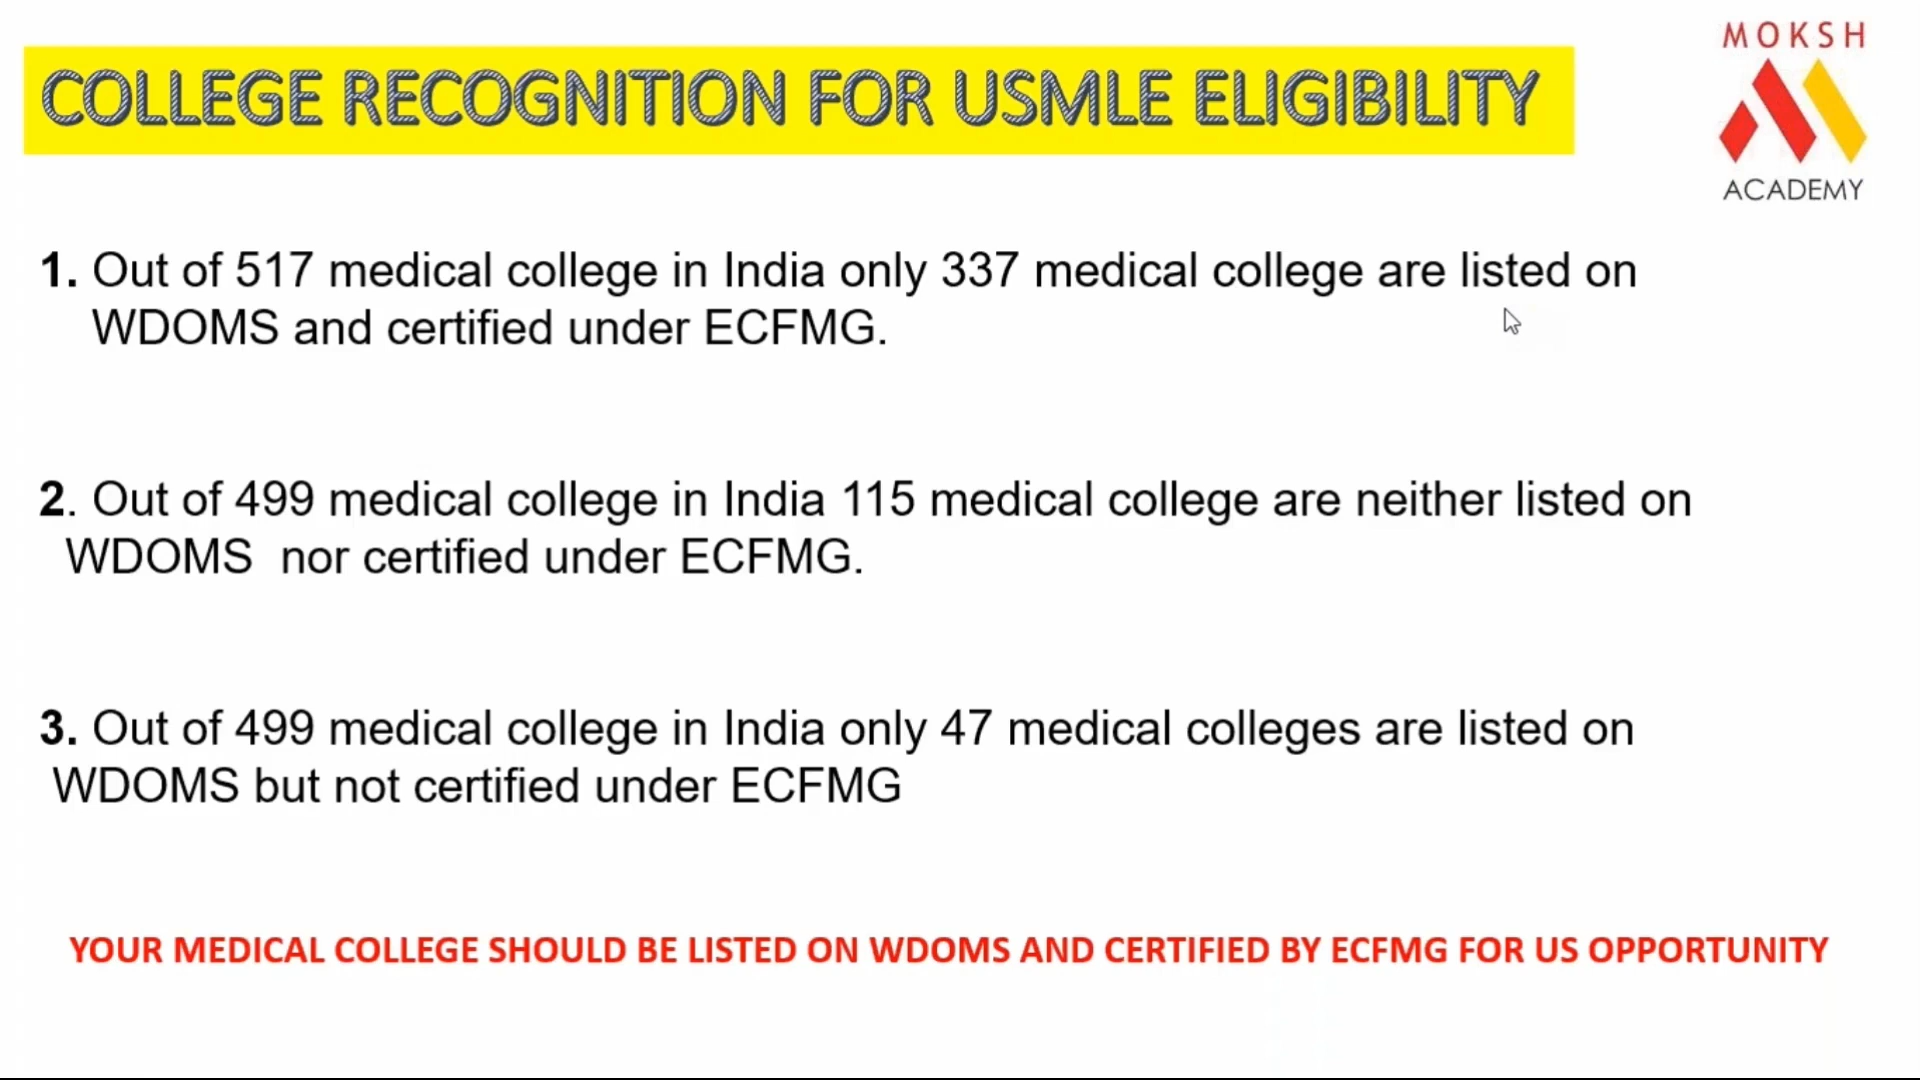 MOKSH
ACADEMY
COLLEGE RECOGNITION FOR USMLE ELIGIBILITY
1. Out of 517 medical college in India only 337 medical college are listed on
WDOMS and certified under ECFMG.
2. Out of 499 medical college in India 115 medical college are neither listed on
WDOMS  nor certified under ECFMG.
3. Out of 499 medical college in India only 47 medical colleges are listed on
WDOMS but not certified under ECFMG
YOUR MEDICAL COLLEGE SHOULD BE LISTED ON WDOMS AND CERTIFIED BY ECFMG FOR US OPPORTUNITY